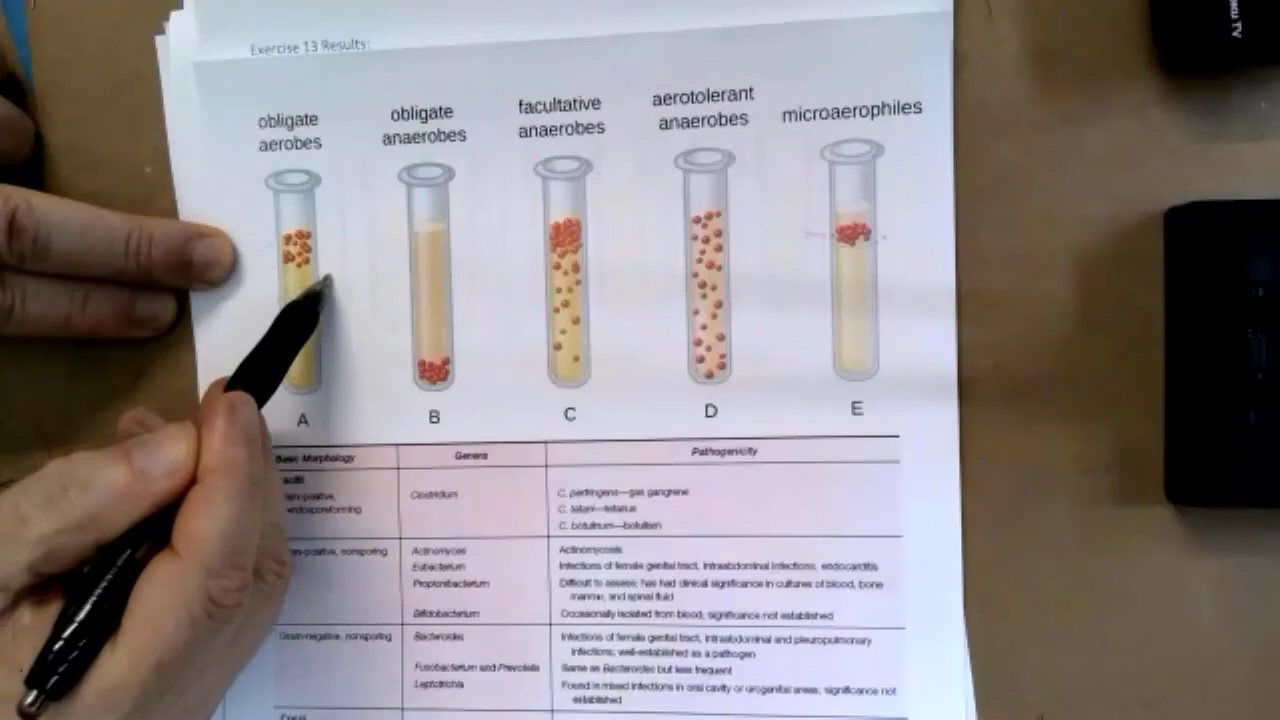 Exercise 13 Results:
obligate
aerobes
obligate
anaerobes
facultative
anaerobes
aerotolerant
anaerobes
microaerophiles
A
B
C
D
E
Basic Morphology
Genera
Pathogenicity
Clostridium
C. perfringens—gas gangrene
endosporeforming
C. tetani—tetanus
C. botulinum—botulism
nonsporing
Actinomyces
Actinomycosis
Eubacterium
Infections of female genital tract, intraabdominal infections, endocarditis
Propionibacterium
Difficult to assess; has had clinical significance in cultures of blood, bone
marrow, and spinal fluid
Bifidobacterium
Occasionally isolated from blood; significance not established
Gram-negative, nonsporing
Bacteroides
Infections of female genital tract, intraabdominal and pleuropulmonary
infections; well-established as a pathogen
Fusobacterium and Prevotella
Same as Bacteroides but less frequent
Leptotrichia
Found in mixed infections in oral cavity or urogenital areas; significance not
established
TV